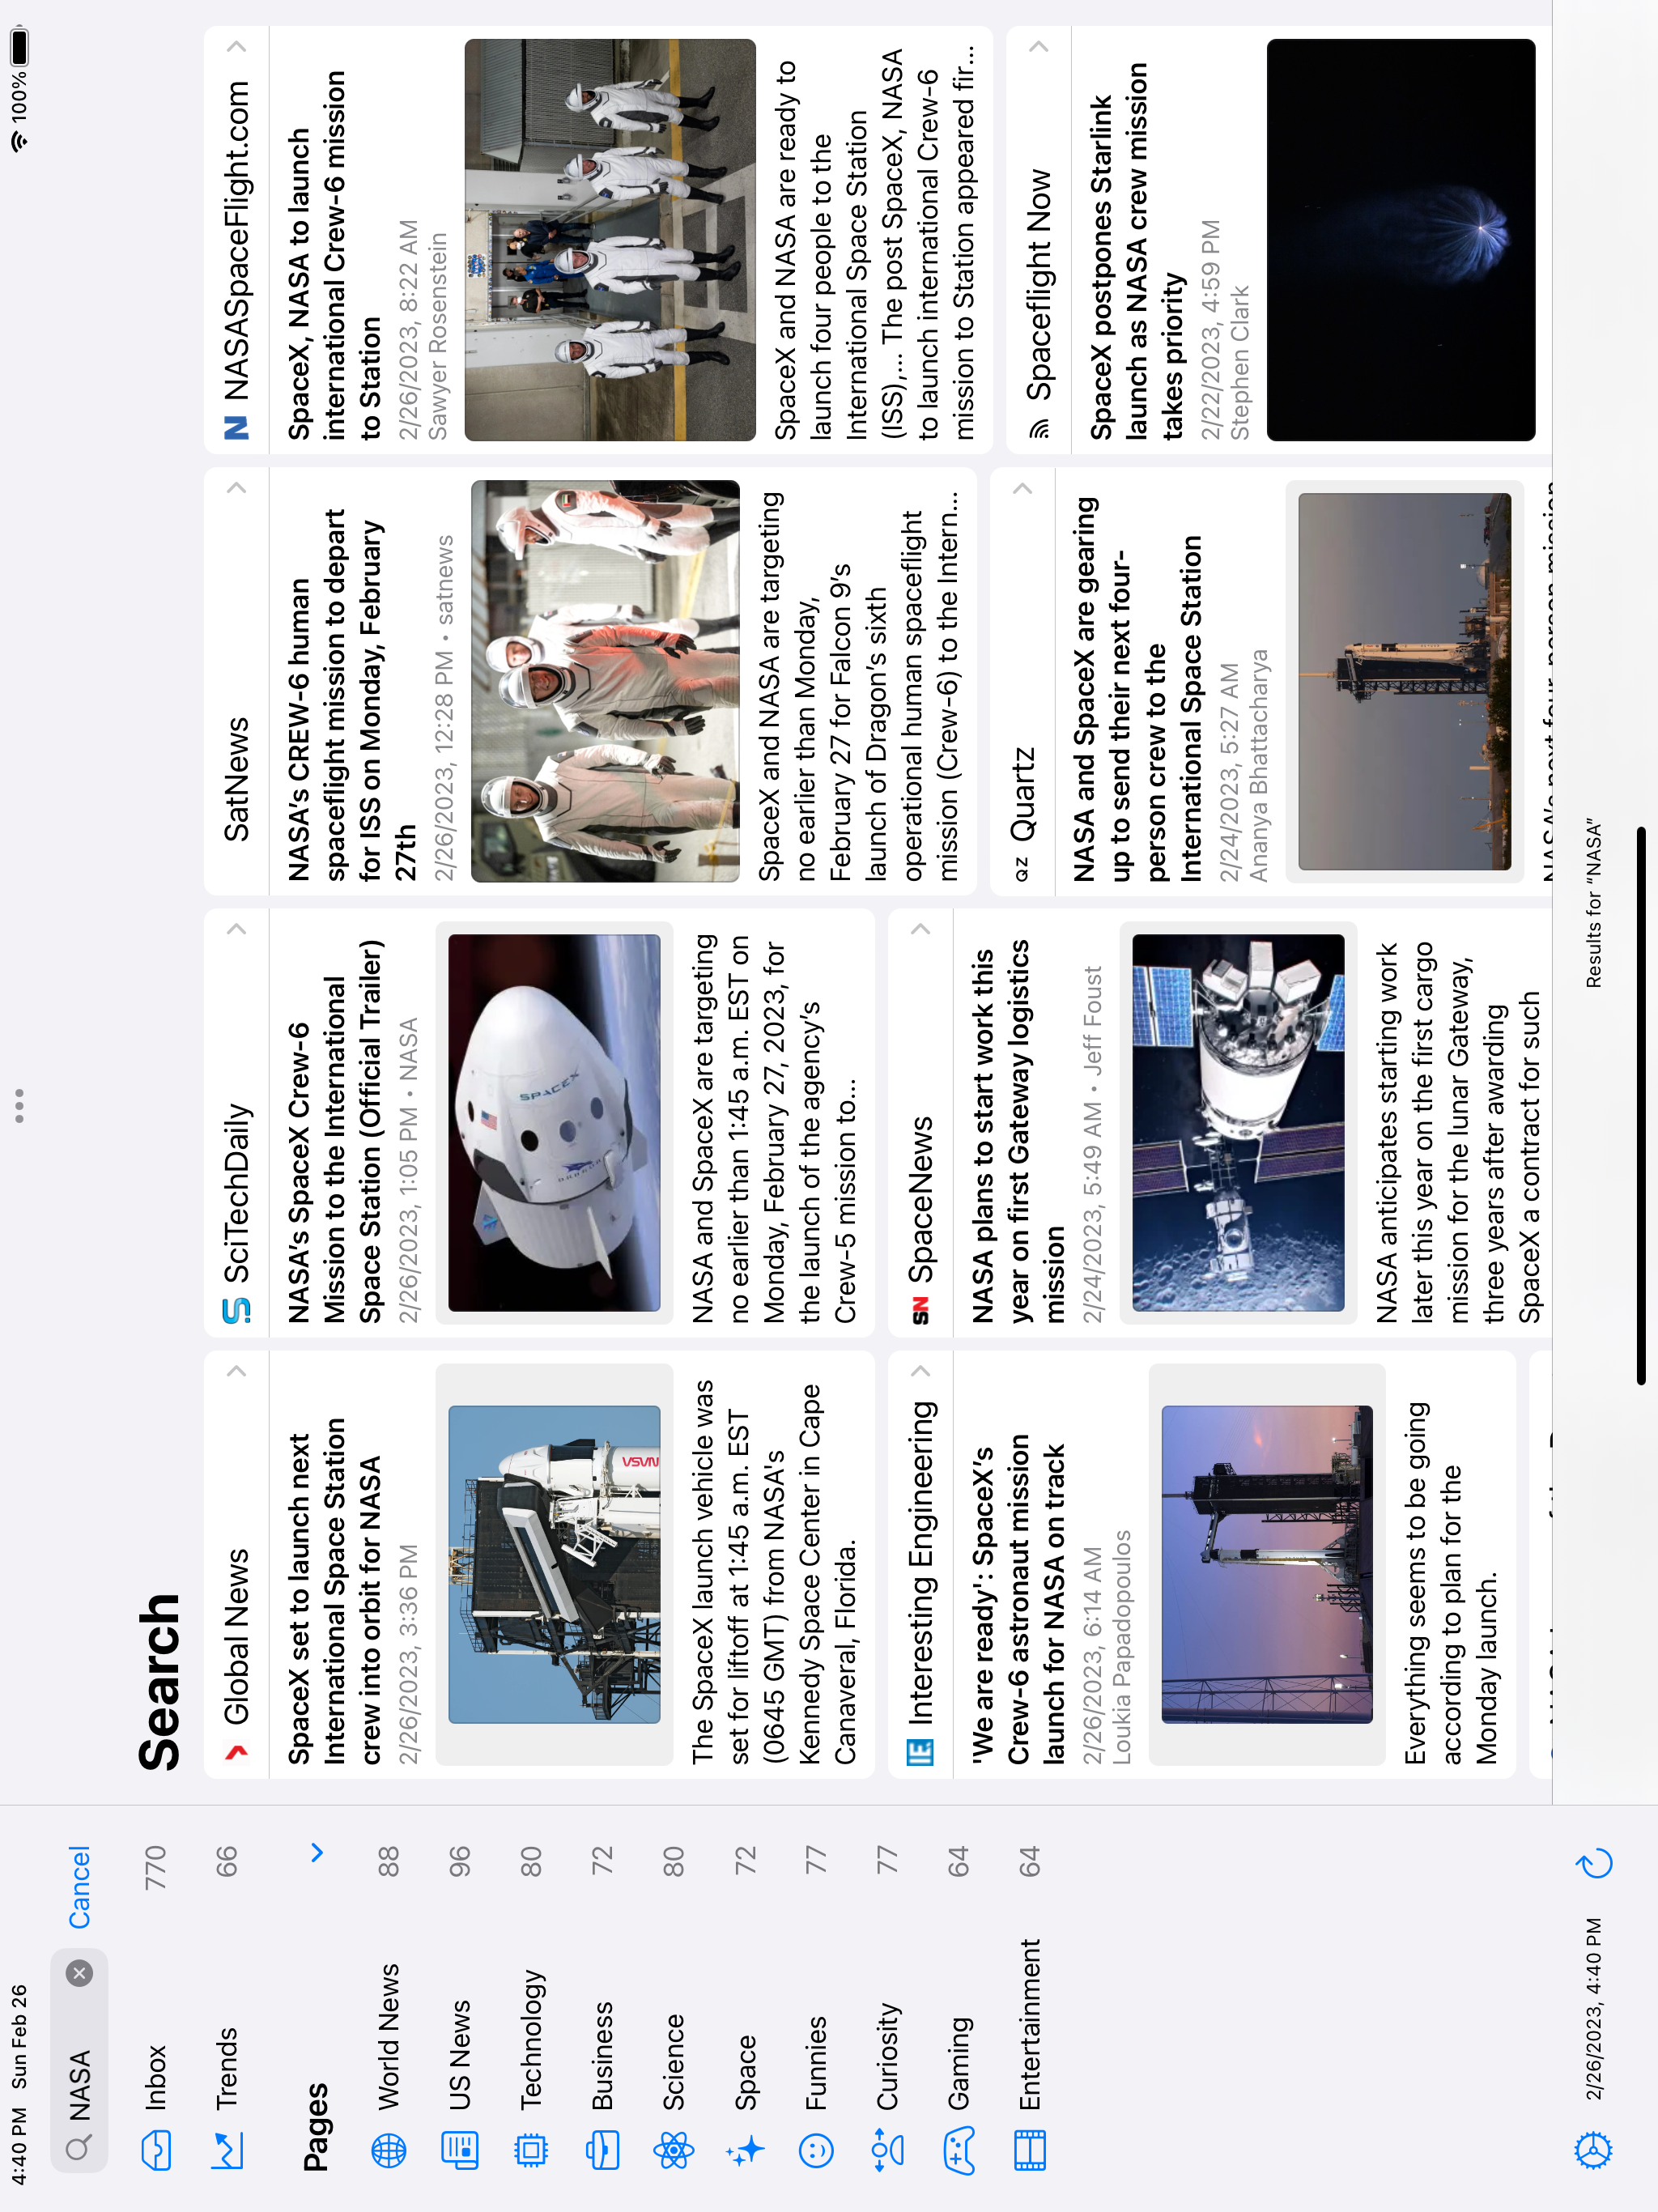 4:40 PM Sun Feb 26
100%
NASA
Cancel
Inbox 770
Trends 66
Pages
World News 88
US News 96
Technology 80
Business 72
Science 80
Space 72
Funnies 77
Curiosity 77
Gaming 64
Entertainment 64
2/26/2023, 4:40 PM
Search
Global News
SpaceX set to launch next
International Space Station
crew into orbit for NASA
2/26/2023, 3:36 PM
NASA
The SpaceX launch vehicle was
set for liftoff at 1:45 a.m. EST
(0645 GMT) from NASA's
Kennedy Space Center in Cape
Canaveral, Florida.
IE Interesting Engineering
'We are ready': SpaceX's
Crew-6 astronaut mission
launch for NASA on track
2/26/2023, 6:14 AM
Loukia Papadopoulos
Everything seems to be going
according to plan for the
Monday launch.
SciTechDaily
NASA's SpaceX Crew-6
Mission to the International
Space Station (Official Trailer)
2/26/2023, 1:05 PM • NASA
SPACEX
DRAGON
NASA and SpaceX are targeting
no earlier than 1:45 a.m. EST on
Monday, February 27, 2023, for
the launch of the agency's
Crew-5 mission to...
SN SpaceNews
NASA plans to start work this
year on first Gateway logistics
mission
2/24/2023, 5:49 AM • Jeff Foust
NASA anticipates starting work
later this year on the first cargo
mission for the lunar Gateway,
three years after awarding
SpaceX a contract for such
SatNews
NASA's CREW-6 human
spaceflight mission to depart
for ISS on Monday, February
27th
2/26/2023, 12:28 PM • satnews
SpaceX and NASA are targeting
no earlier than Monday,
February 27 for Falcon 9's
launch of Dragon's sixth
operational human spaceflight
mission (Crew-6) to the Intern...
QZ Quartz
NASA and SpaceX are gearing
up to send their next four-
person crew to the
International Space Station
2/24/2023, 5:27 AM
Ananya Bhattacharya
NASA's next four-person mission
N NASASpaceFlight.com
SpaceX, NASA to launch
international Crew-6 mission
to Station
2/26/2023, 8:22 AM
Sawyer Rosenstein
SpaceX and NASA are ready to
launch four people to the
International Space Station
(ISS),... The post SpaceX, NASA
to launch international Crew-6
mission to Station appeared fir...
Spaceflight Now
SpaceX postpones Starlink
launch as NASA crew mission
takes priority
2/22/2023, 4:59 PM
Stephen Clark
Results for “NASA”